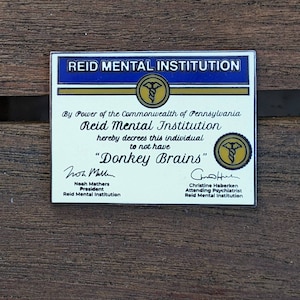 REID MENTAL INSTITUTION
By Power of the Commonwealth of Pennsylvania
Reid Mental Institution
hereby decrees this individual
to not have
"Donkey Brains"
Noah Mathers
President
Reid Mental Institution
Christine Haberken
Attending Psychiatrist
Reid Mental Institution